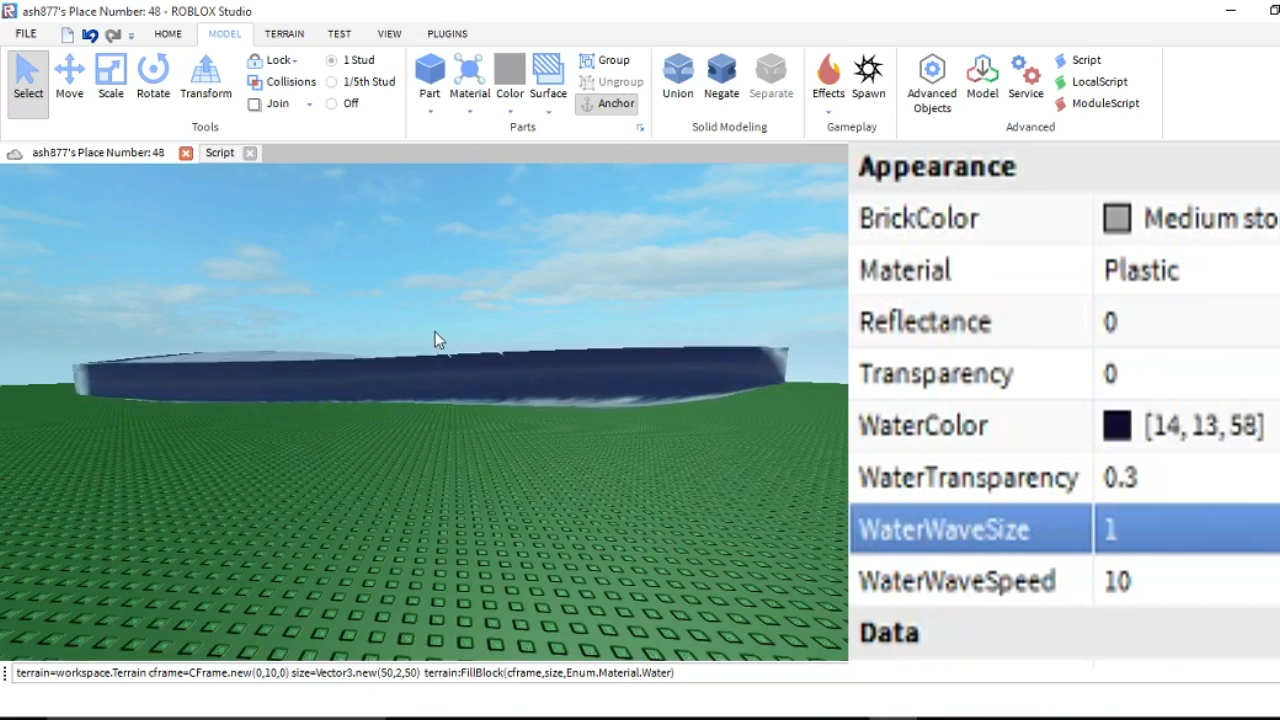 ash877's Place Number: 48 - ROBLOX Studio
FILE HOME MODEL TERRAIN TEST VIEW PLUGINS
Select Move Scale Rotate Transform
Lock
Collisions
Join
1 Stud
1/5th Stud
Off
Tools
Part Material Color Surface
Group
Ungroup
Anchor
Parts
Union Negate Separate
Solid Modeling
Effects Spawn
Gameplay
Advanced Objects
Model Service
Script
LocalScript
ModuleScript
Advanced
ash877's Place Number: 48 Script
Appearance
BrickColor Medium sto
Material Plastic
Reflectance 0
Transparency 0
WaterColor [14, 13, 58]
WaterTransparency 0.3
WaterWaveSize 1
WaterWaveSpeed 10
Data
terrain=workspace.Terrain cframe=CFrame.new(0,10,0) size=Vector3.new(50,2,50) terrain:FillBlock(cframe,size,Enum.Material.Water)